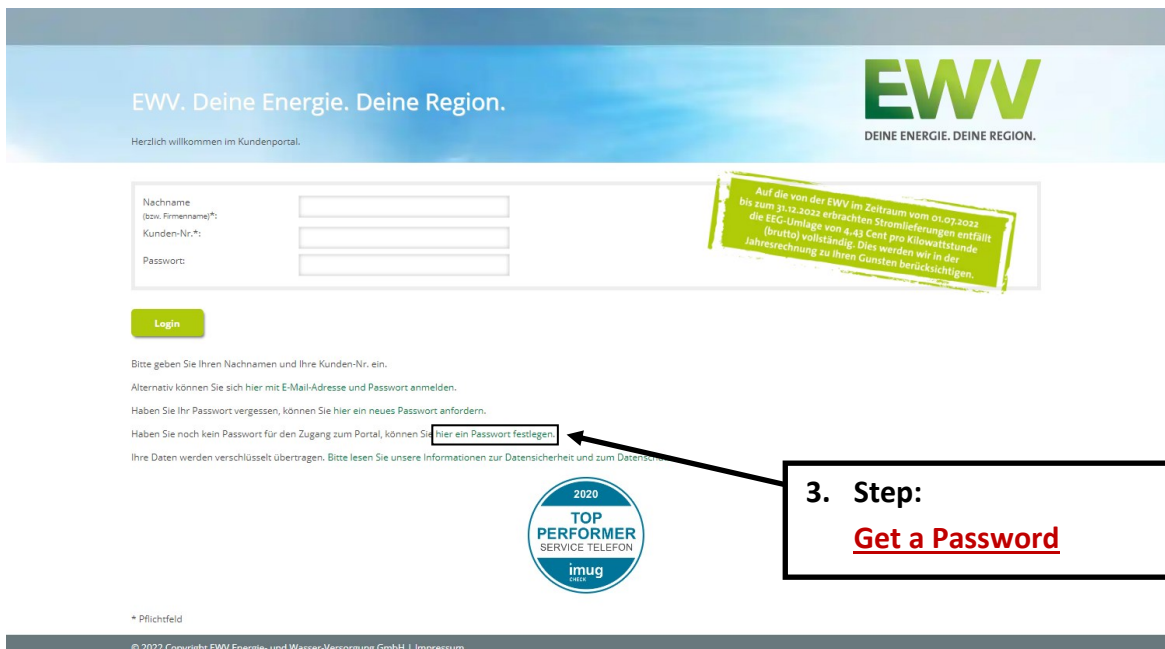 EWV. Deine Energie. Deine Region.
Herzlich willkommen im Kundenportal.
EWV
DEINE ENERGIE. DEINE REGION.
Nachname
(bzw. Firmenname)*:
Kunden-Nr.*:
Passwort:
Auf die von der EWV im Zeitraum vom 01.07.2022
bis zum 31.12.2022 erbrachten Stromlieferungen entfällt
die EEG-Umlage von 4,43 Cent pro Kilowattstunde
(brutto) vollständig. Dies werden wir in der
Jahresrechnung zu Ihren Gunsten berücksichtigen.
Login
Bitte geben Sie Ihren Nachnamen und Ihre Kunden-Nr. ein.
Alternativ können Sie sich hier mit E-Mail-Adresse und Passwort anmelden.
Haben Sie Ihr Passwort vergessen, können Sie hier ein neues Passwort anfordern.
Haben Sie noch kein Passwort für den Zugang zum Portal, können Sie hier ein Passwort festlegen.
Ihre Daten werden verschlüsselt übertragen. Bitte lesen Sie unsere Informationen zur Datensicherheit und zum
3. Step:
Get a Password
2020
TOP
PERFORMER
SERVICE TELEFON
imug
CHECK
* Pflichtfeld
© 2022 Copyright EWV Energie- und Wasser-Versorgung GmbH | Impressum